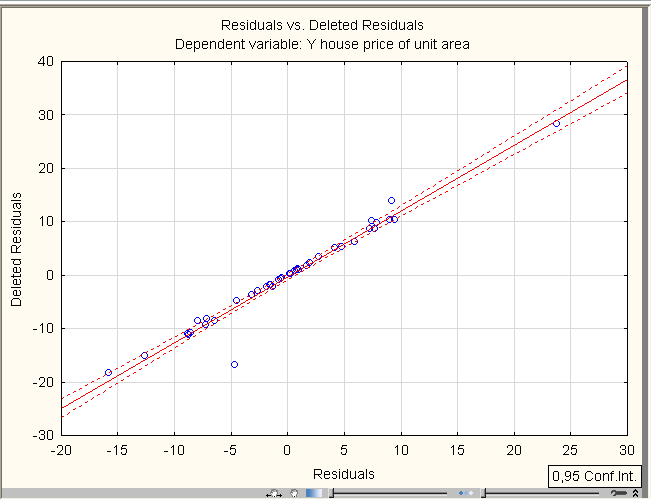 Residuals vs. Deleted Residuals
Dependent variable: Y house price of unit area
40
30
20
10
0
-10
-20
-30
Deleted Residuals
-20 -15 -10 -5 0 5 10 15 20 25 30
Residuals
0,95 Conf.Int.